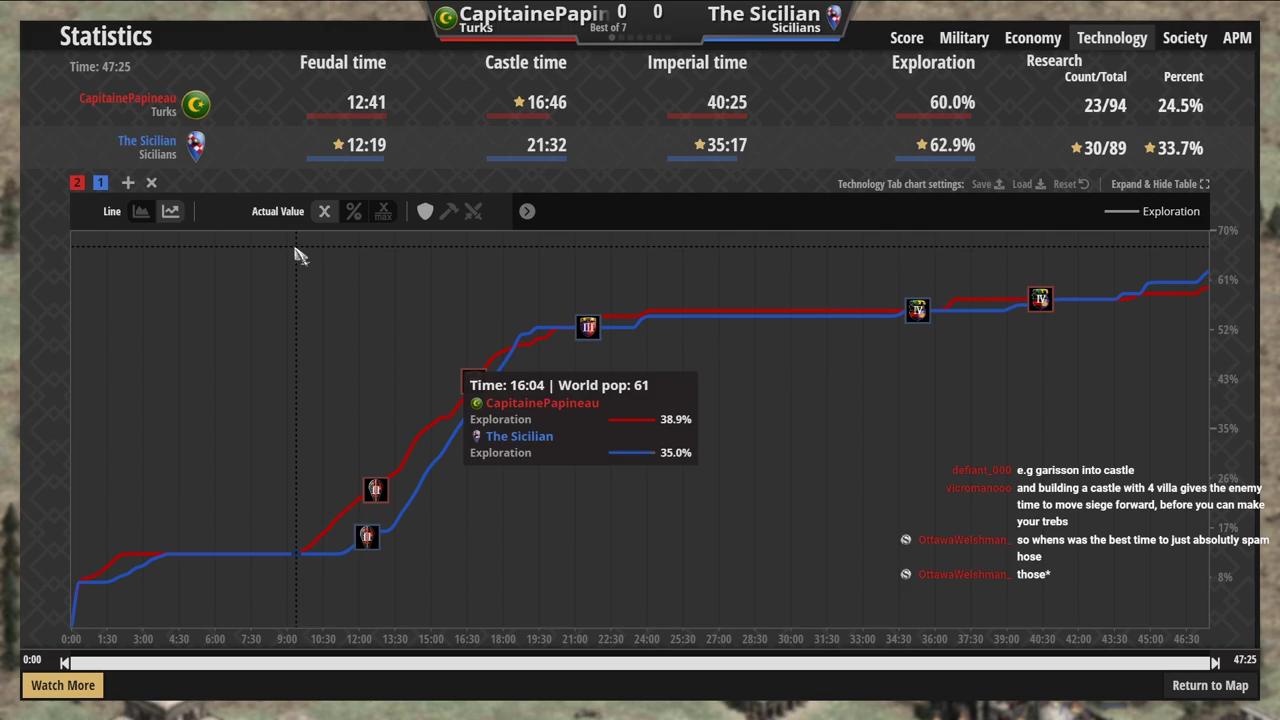 CapitainePapin
Turks
0 0
Best of 7
The Sicilian
Sicilians
Statistics
Score Military Economy Technology Society APM
Time: 47:25
Feudal time Castle time Imperial time Exploration Research
Count/Total Percent
CapitainePapineau
Turks
12:41 16:46 40:25 60.0% 23/94 24.5%
The Sicilian
Sicilians
12:19 21:32 35:17 62.9% 30/89 33.7%
2 1
Technology Tab chart settings: Save Load Reset Expand & Hide Table
Line Actual Value X % X max
Exploration
70%
61%
52%
43%
35%
26%
17%
8%
II
II
III
IV
IV
Time: 16:04 | World pop: 61
CapitainePapineau
Exploration 38.9%
The Sicilian
Exploration 35.0%
defiant_000 e.g garisson into castle
vicromanooo and building a castle with 4 villa gives the enemy
time to move siege forward, before you can make
your trebs
OttawaWelshman_ so whens was the best time to just absolutly spam
hose
OttawaWelshman_ those*
0:00 1:30 3:00 4:30 6:00 7:30 9:00 10:30 12:00 13:30 15:00 16:30 18:00 19:30 21:00 22:30 24:00 25:30 27:00 28:30 30:00 31:30 33:00 34:30 36:00 37:30 39:00 40:30 42:00 43:30 45:00 46:30
0:00 47:25
Watch More Return to Map